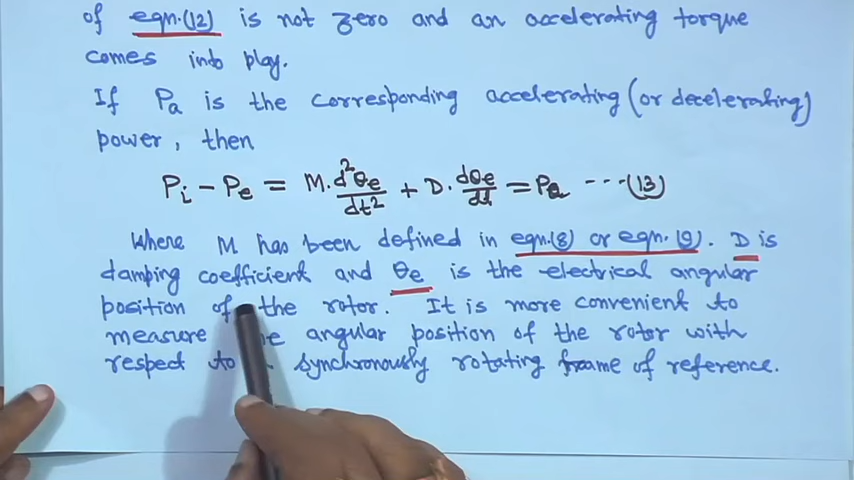 of eqn.(12) is not zero and an accelerating torque
comes into play.
If Pa is the corresponding accelerating (or decelerating)
power, then
Pi - Pe = M. d²θe/dt² + D. dθe/dt = Pa --- (13)
Where M has been defined in eqn.(8) or eqn.(9). D is
damping coefficient and θe is the electrical angular
position of the rotor. It is more convenient to
measure angular position of the rotor with
respect to synchronously rotating frame of reference.